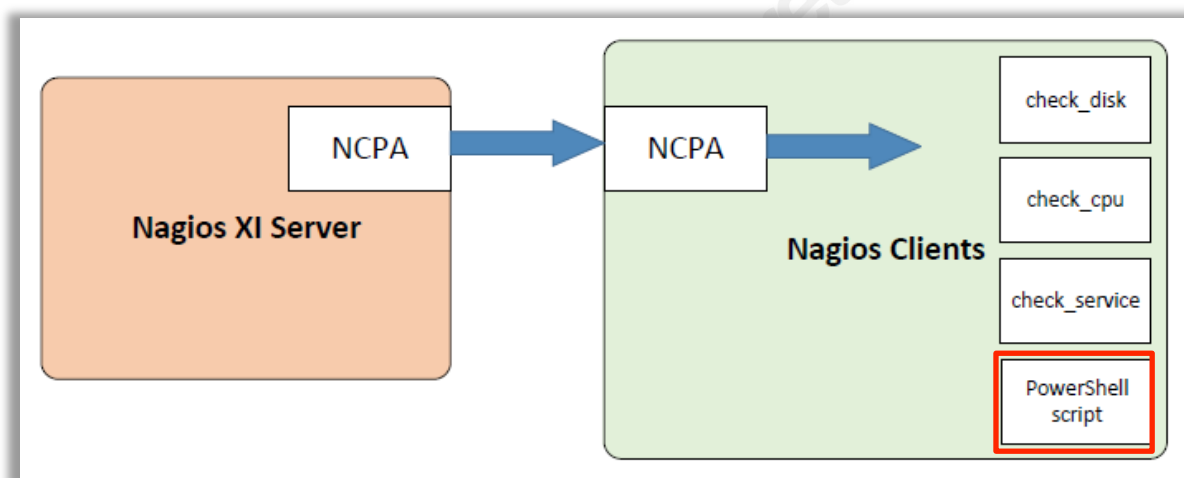 NCPA
Nagios XI Server
NCPA
Nagios Clients
check_disk
check_cpu
check_service
PowerShell
script